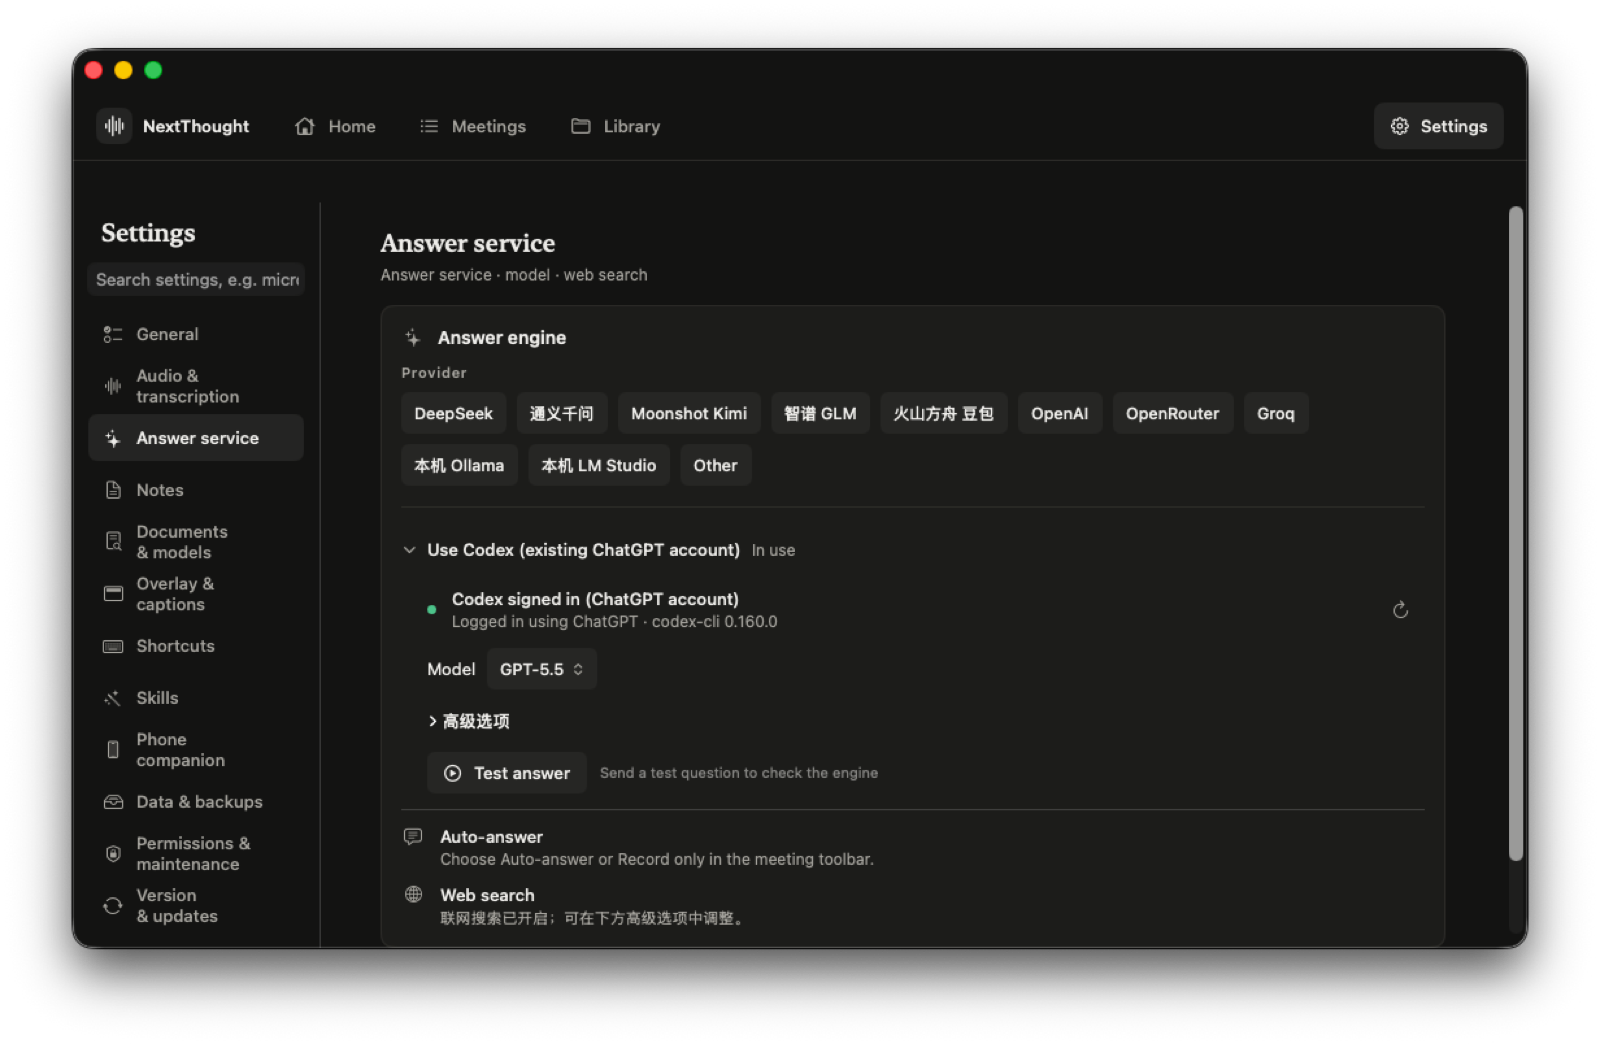 NextThought
Home
Meetings
Library
Settings
Settings
Search settings, e.g. micr
General
Audio &
transcription
Answer service
Notes
Documents
& models
Overlay &
captions
Shortcuts
Skills
Phone
companion
Data & backups
Permissions &
maintenance
Version
& updates
Answer service
Answer service · model · web search
Answer engine
Provider
DeepSeek
通义千问
Moonshot Kimi
智谱 GLM
火山方舟 豆包
OpenAI
OpenRouter
Groq
本机 Ollama
本机 LM Studio
Other
Use Codex (existing ChatGPT account) In use
Codex signed in (ChatGPT account)
Logged in using ChatGPT · codex-cli 0.160.0
Model GPT-5.5
高级选项
Test answer Send a test question to check the engine
Auto-answer
Choose Auto-answer or Record only in the meeting toolbar.
Web search
联网搜索已开启；可在下方高级选项中调整。